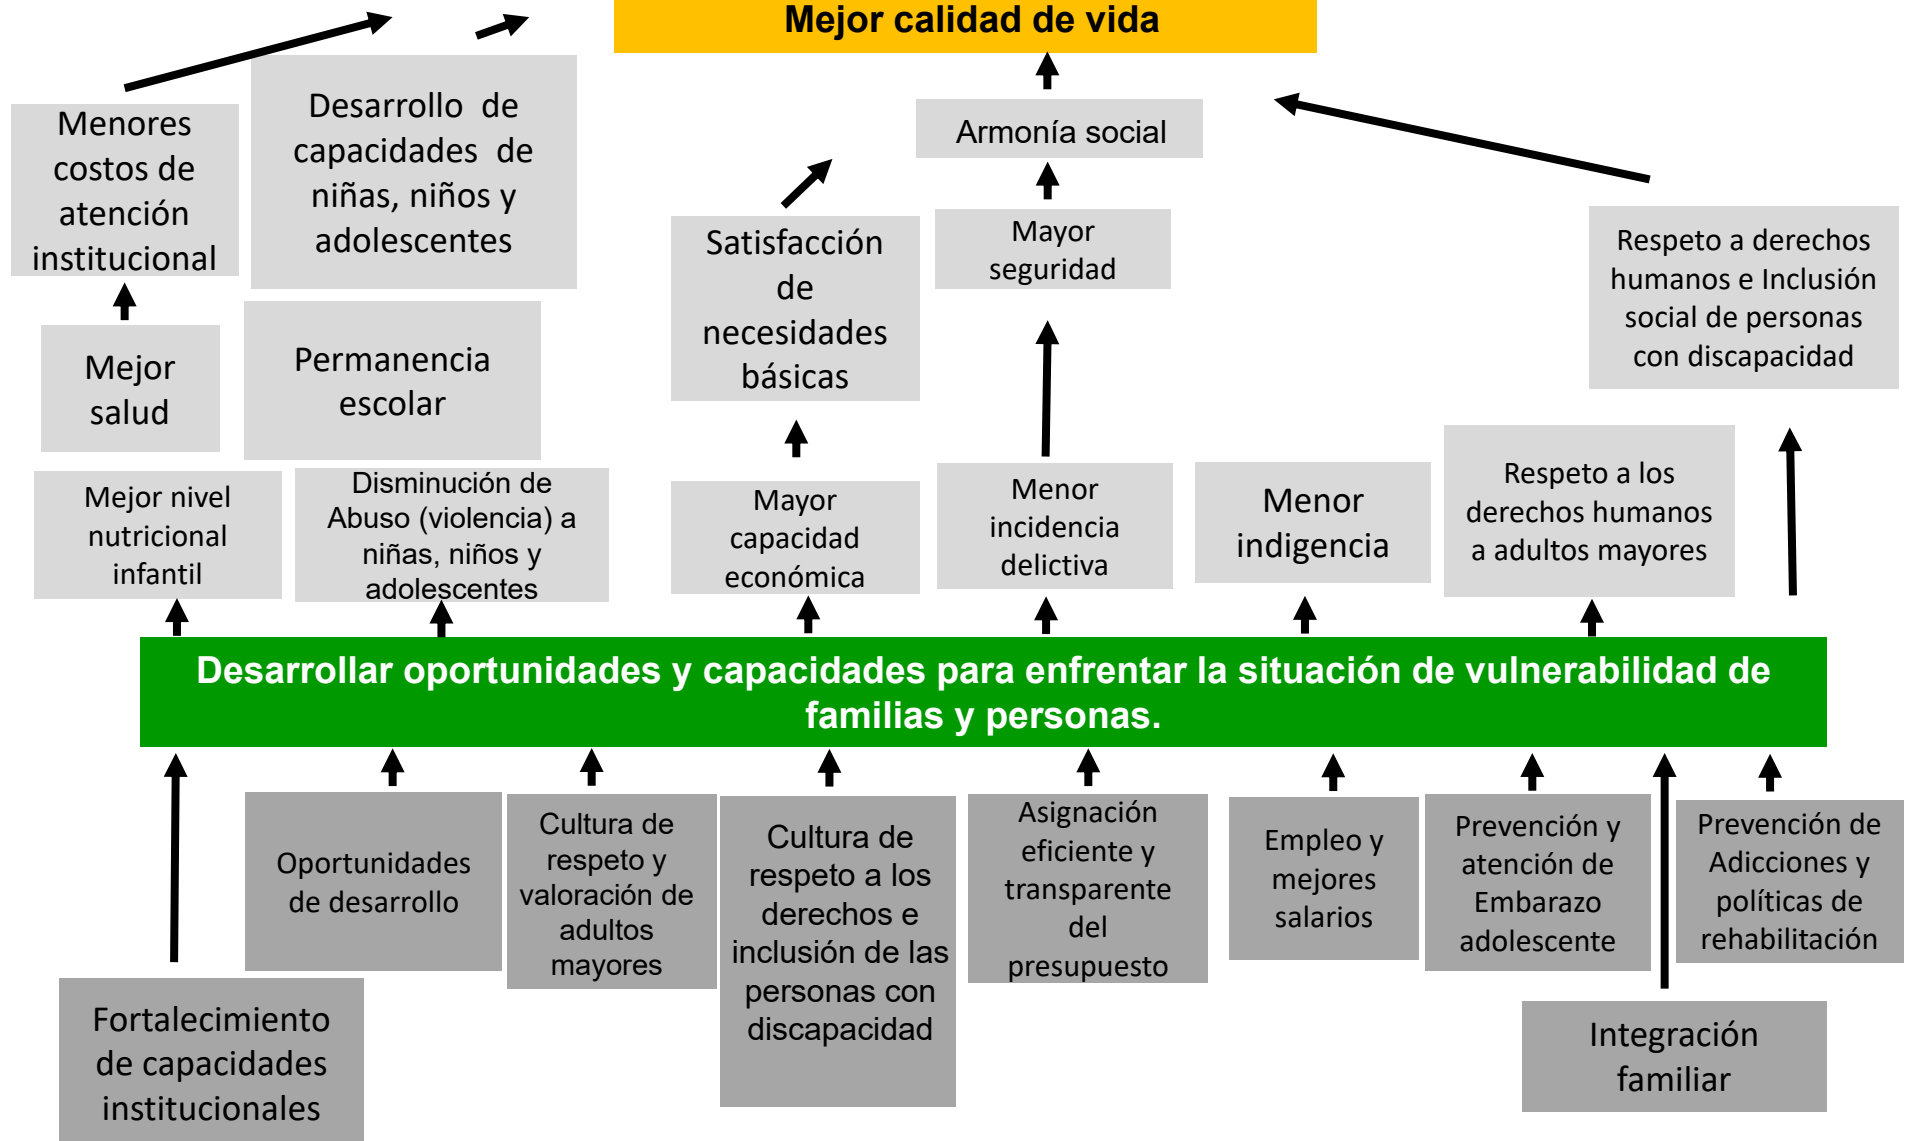 Mejor calidad de vida
Menores
costos de
atención
institucional
Desarrollo de
capacidades de
niñas, niños y
adolescentes
Armonía social
Satisfacción
de
necesidades
básicas
Mayor
seguridad
Respeto a derechos
humanos e Inclusión
social de personas
con discapacidad
Mejor
salud
Permanencia
escolar
Mejor nivel
nutricional
infantil
Disminución de
Abuso (violencia) a
niñas, niños y
adolescentes
Mayor
capacidad
económica
Menor
incidencia
delictiva
Menor
indigencia
Respeto a los
derechos humanos
a adultos mayores
Desarrollar oportunidades y capacidades para enfrentar la situación de vulnerabilidad de
familias y personas.
Oportunidades
de desarrollo
Cultura de
respeto y
valoración de
adultos
mayores
Cultura de
respeto a los
derechos e
inclusión de las
personas con
discapacidad
Asignación
eficiente y
transparente
del
presupuesto
Empleo y
mejores
salarios
Prevención y
atención de
Embarazo
adolescente
Prevención de
Adicciones y
políticas de
rehabilitación
Fortalecimiento
de capacidades
institucionales
Integración
familiar